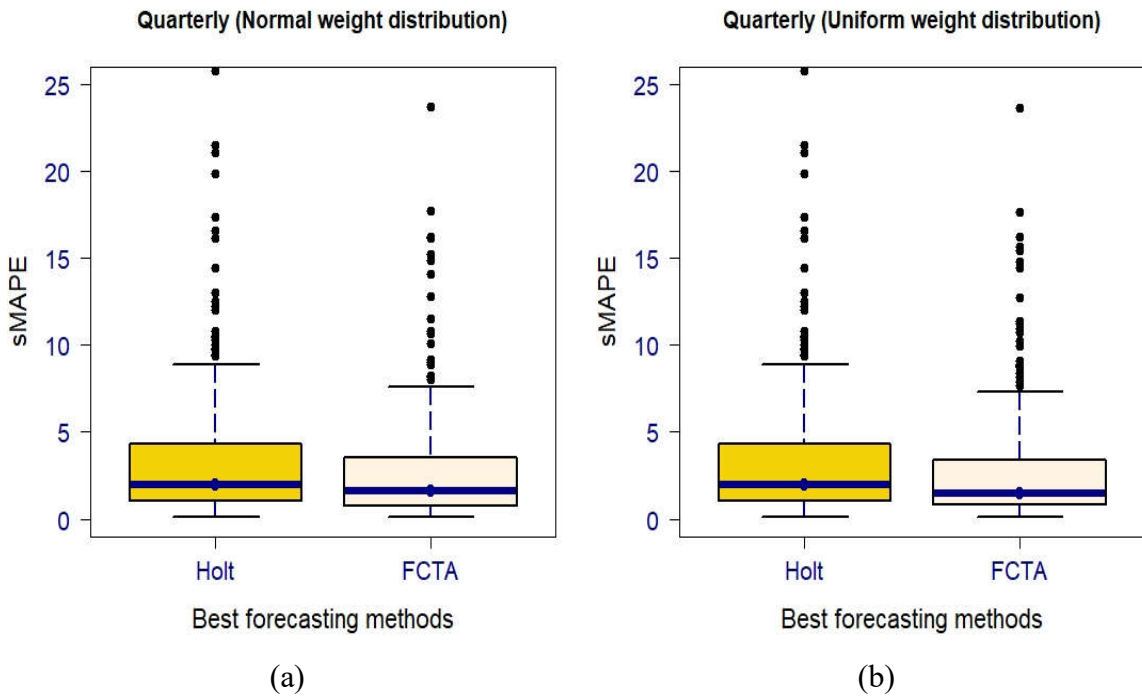 Quarterly (Normal weight distribution)
25
20
15
10
5
0
sMAPE
Holt
FCTA
Best forecasting methods
(a)
Quarterly (Uniform weight distribution)
25
20
15
10
5
0
sMAPE
Holt
FCTA
Best forecasting methods
(b)